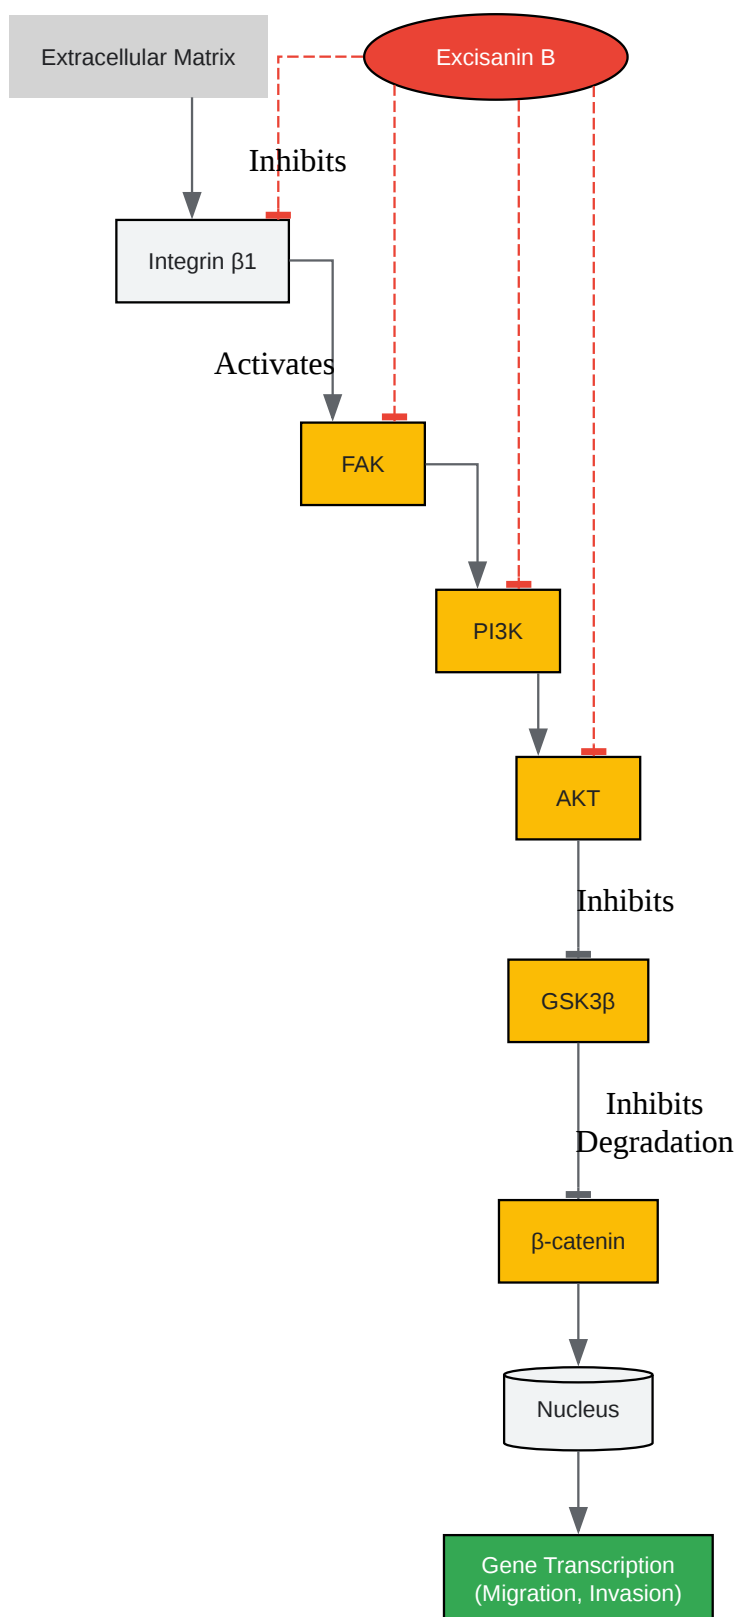 Extracellular Matrix
Excisanin B
Inhibits
Integrin β1
Activates
FAK
PI3K
AKT
Inhibits
GSK3β
Inhibits
Degradation
β-catenin
Nucleus
Gene Transcription
(Migration, Invasion)